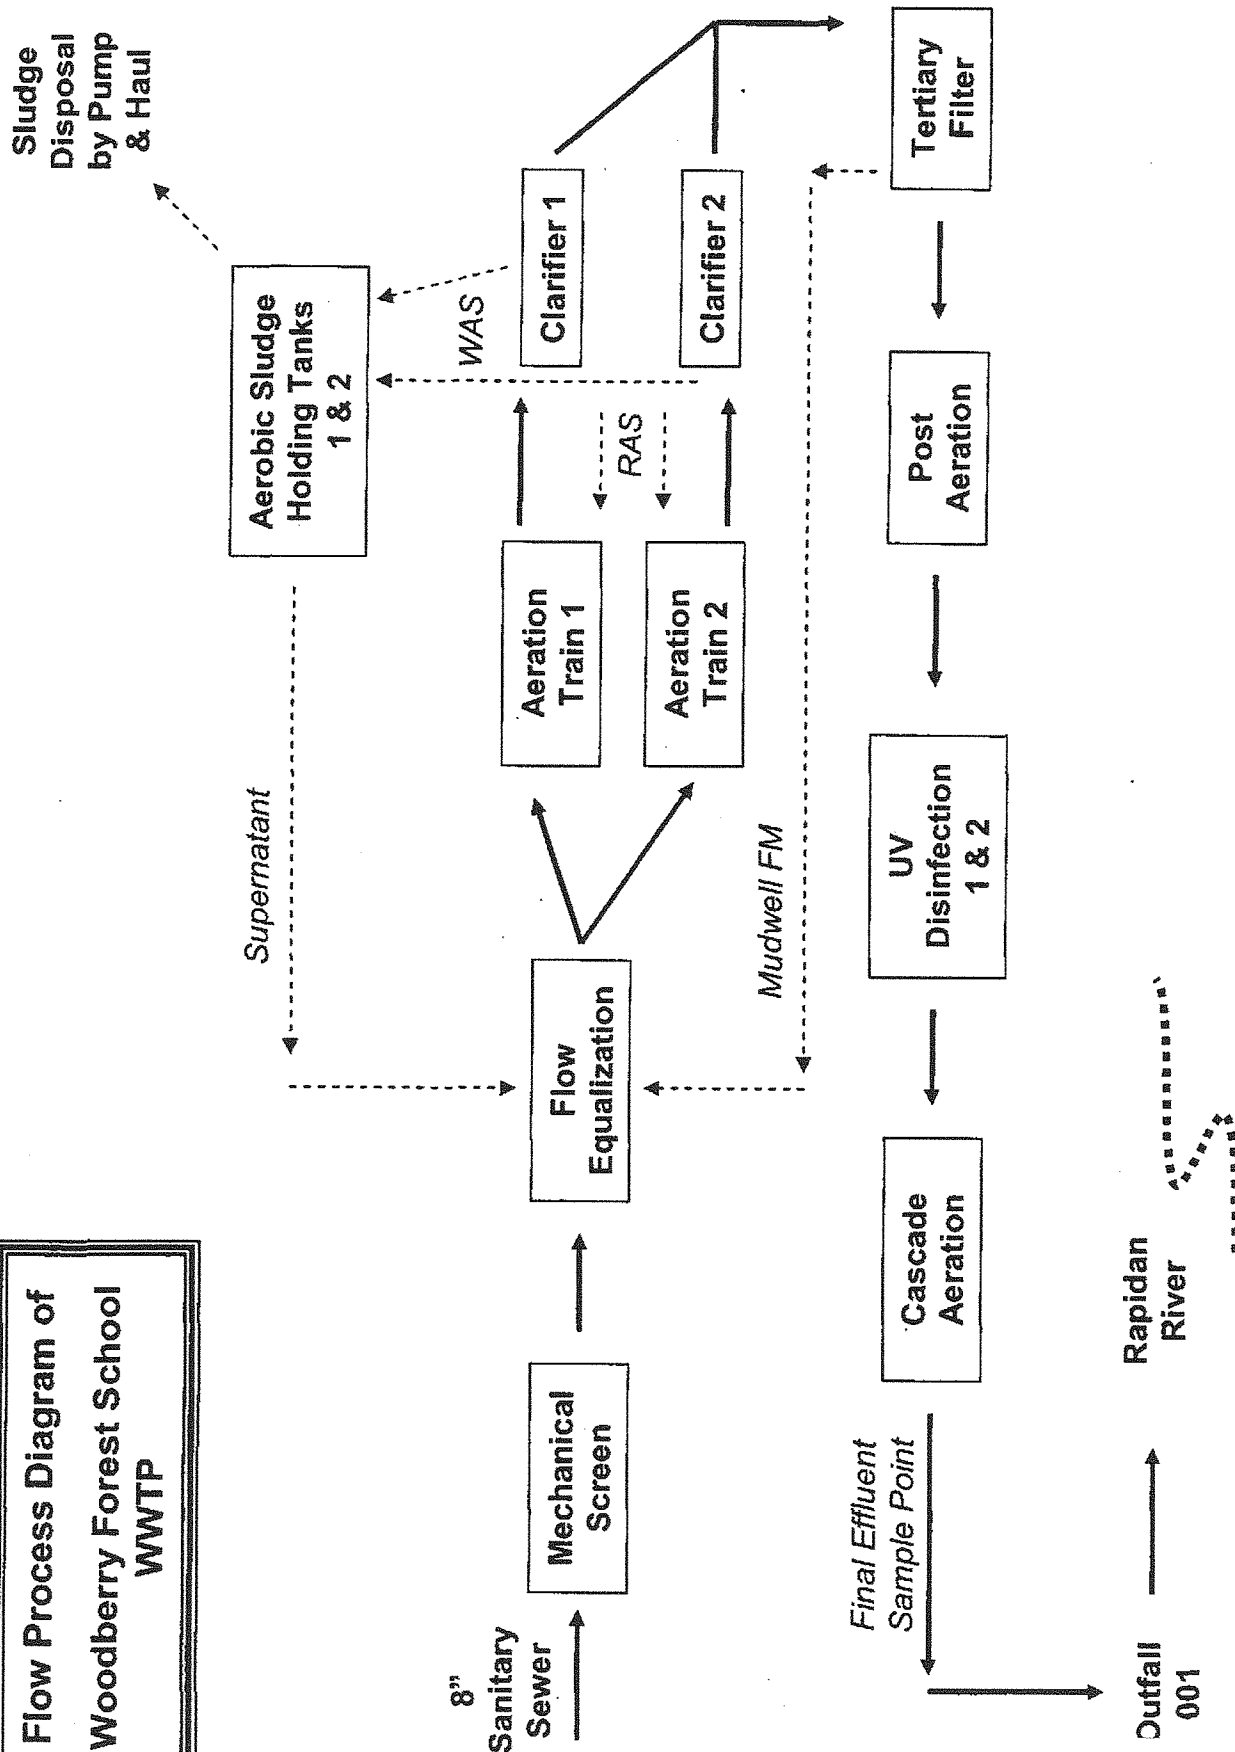 Flow Process Diagram of
Woodberry Forest School
WWTP
Sludge
Disposal
by Pump
& Haul
Aerobic Sludge
Holding Tanks
1 & 2
Supernatant
WAS
8”
Sanitary
Sewer
Mechanical
Screen
Flow
Equalization
Aeration
Train 1
Aeration
Train 2
RAS
Clarifier 1
Clarifier 2
Mudwell FM
Tertiary
Filter
Post
Aeration
UV
Disinfection
1 & 2
Cascade
Aeration
Final Effluent
Sample Point
Outfall
001
Rapidan
River